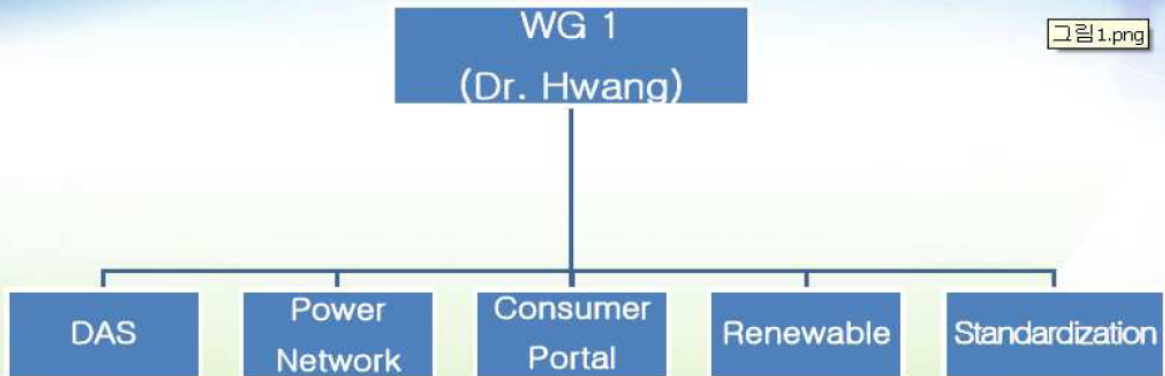 WG 1
(Dr. Hwang)
그림1.png
DAS
Power
Network
Consumer
Portal
Renewable
Standardization